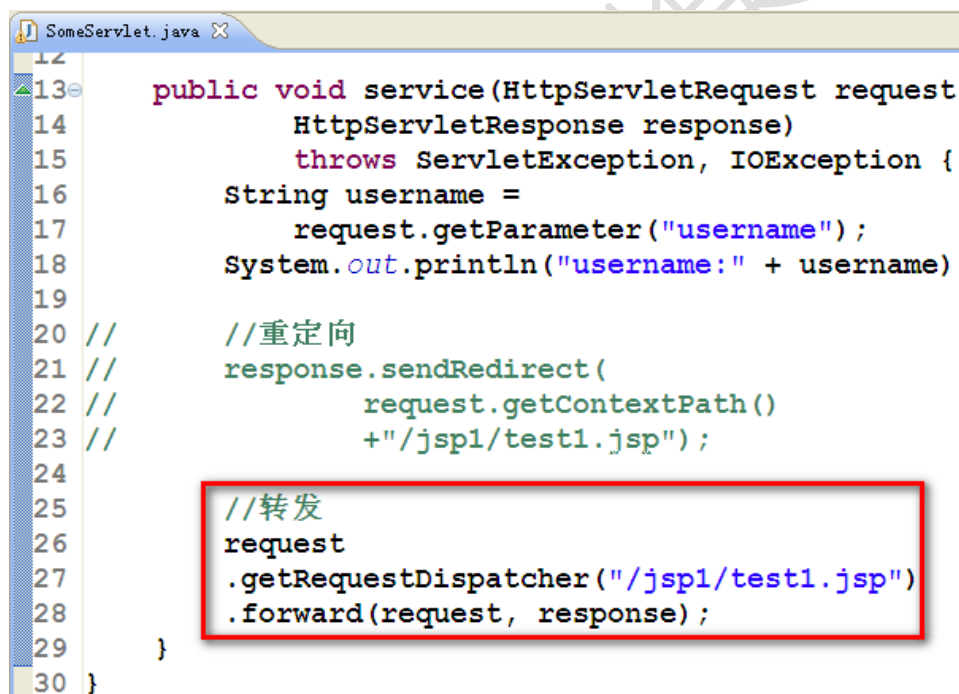 SomeServlet.java
12
13 public void service(HttpServletRequest request
14 HttpServletResponse response)
15 throws ServletException, IOException {
16 String username =
17 request.getParameter("username");
18 System.out.println("username:" + username)
19
20 // //重定向
21 // response.sendRedirect(
22 // request.getContextPath()
23 // +"/jsp1/test1.jsp");
24
25 //转发
26 request
27 .getRequestDispatcher("/jsp1/test1.jsp")
28 .forward(request, response);
29 }
30 }